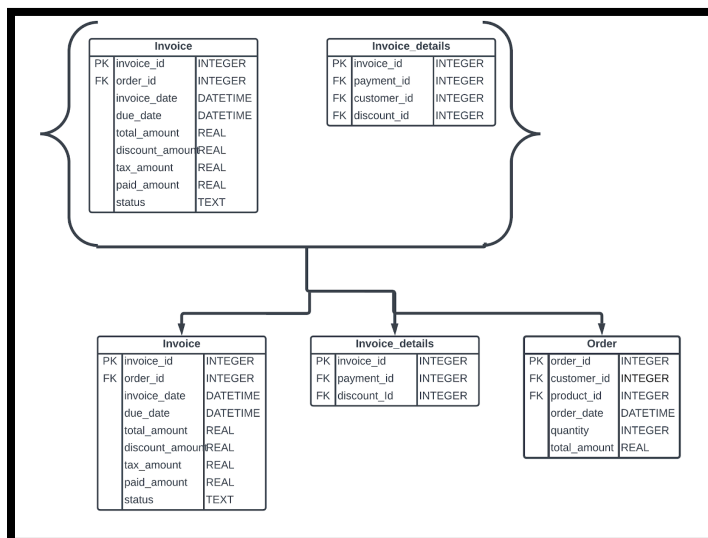 Invoice
PK invoice_id INTEGER
FK order_id INTEGER
invoice_date DATETIME
due_date DATETIME
total_amount REAL
discount_amount REAL
tax_amount REAL
paid_amount REAL
status TEXT
Invoice_details
PK invoice_id INTEGER
FK payment_id INTEGER
FK customer_id INTEGER
FK discount_id INTEGER
Invoice
PK invoice_id INTEGER
FK order_id INTEGER
invoice_date DATETIME
due_date DATETIME
total_amount REAL
discount_amount REAL
tax_amount REAL
paid_amount REAL
status TEXT
Invoice_details
PK invoice_id INTEGER
FK payment_id INTEGER
FK discount_Id INTEGER
Order
PK order_id INTEGER
FK customer_id INTEGER
FK product_id INTEGER
order_date DATETIME
quantity INTEGER
total_amount REAL